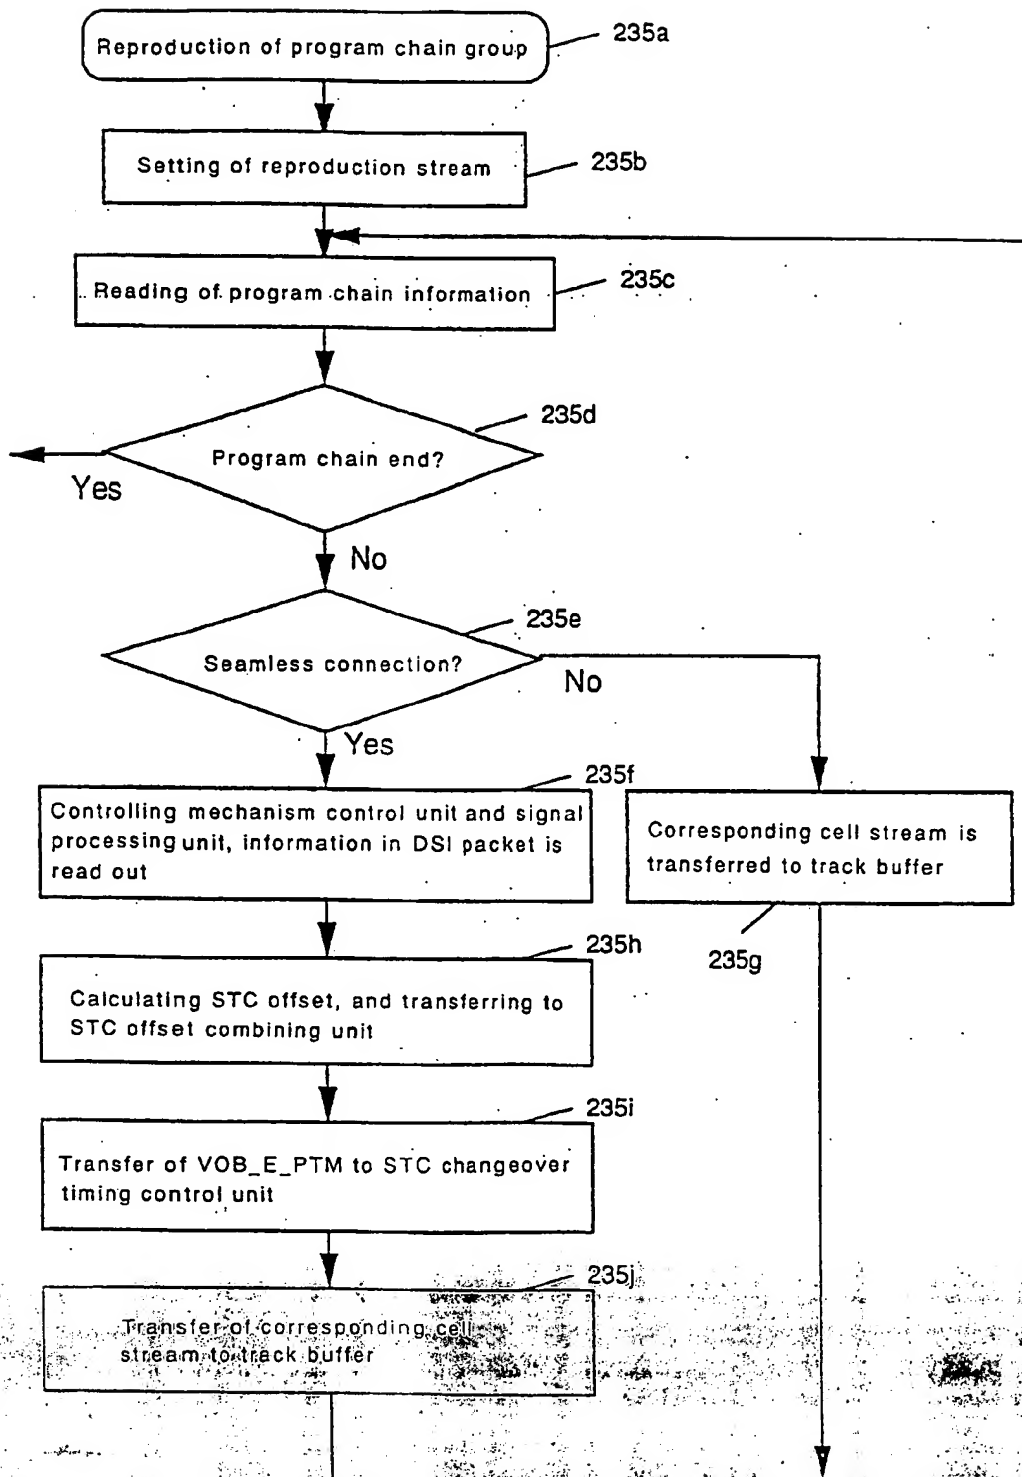 Reproduction of program chain group
235a
Setting of reproduction stream
235b
Reading of program chain information
235c
235d
Program chain end?
Yes
No
235e
Seamless connection?
No
Yes
235f
Controlling mechanism control unit and signal
processing unit, information in DSI packet is
read out
Corresponding cell stream is
transferred to track buffer
235g
235h
Calculating STC offset, and transferring to
STC offset combining unit
235i
Transfer of VOB_E_PTM to STC changeover
timing control unit
235j
Transfer of corresponding cell
stream to track buffer